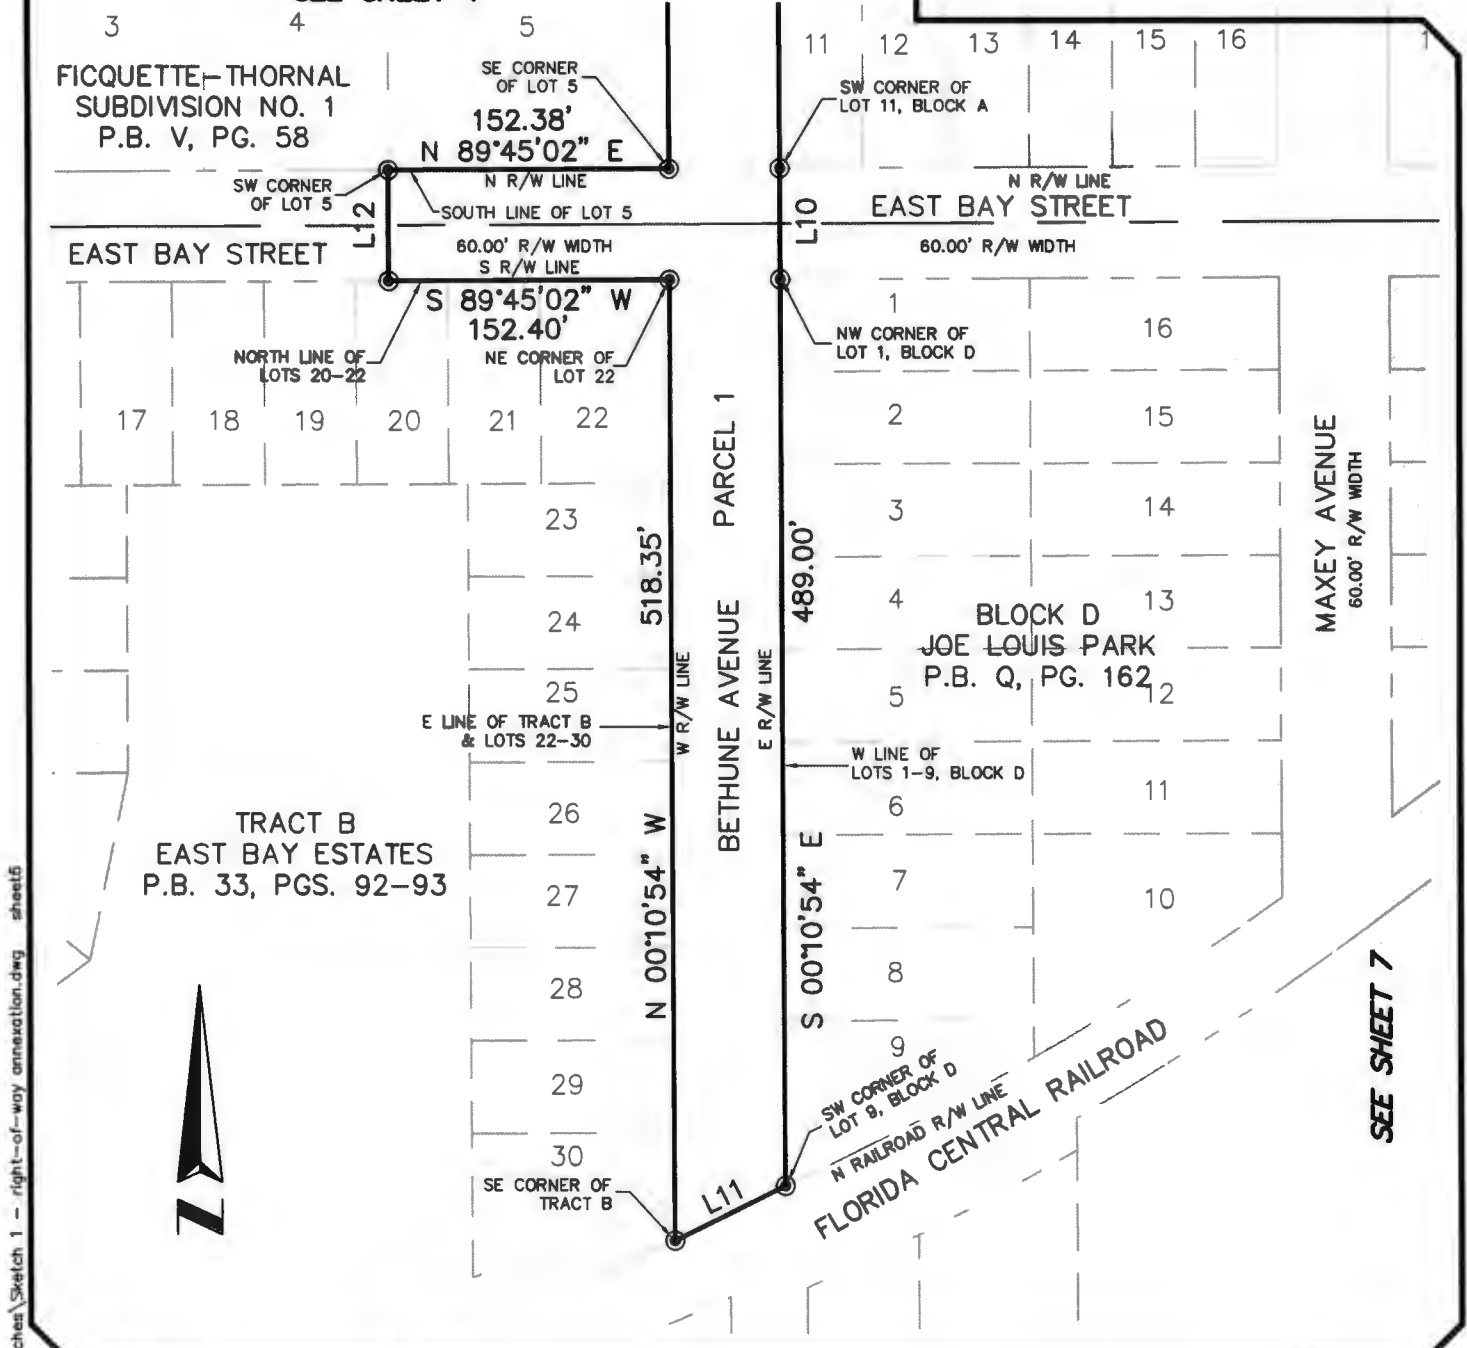 3
4
5
FICQUETTE-THORNAL
SUBDIVISION NO. 1
P.B. V, PG. 58
SE CORNER
OF LOT 5
152.38'
N 89°45'02" E
N R/W LINE
SW CORNER
OF LOT 5
SOUTH LINE OF LOT 5
L12
EAST BAY STREET
60.00' R/W WIDTH
S R/W LINE
S 89°45'02" W
152.40'
NORTH LINE OF
LOTS 20-22
NE CORNER OF
LOT 22
11
12
13
14
15
16
1
SW CORNER OF
LOT 11, BLOCK A
N R/W LINE
EAST BAY STREET
60.00' R/W WIDTH
L10
NW CORNER OF
LOT 1, BLOCK D
17
18
19
20
21
22
23
24
25
26
27
28
29
30
E LINE OF TRACT B
& LOTS 22-30
TRACT B
EAST BAY ESTATES
P.B. 33, PGS. 92-93
518.35'
W R/W LINE
N 00°10'54" W
BETHUNE AVENUE PARCEL 1
489.00'
E R/W LINE
S 00°10'54" E
1
2
3
4
5
6
7
8
9
16
15
14
13
12
11
10
BLOCK D
JOE LOUIS PARK
P.B. Q, PG. 162
W LINE OF
LOTS 1-9, BLOCK D
MAXEY AVENUE
60.00' R/W WIDTH
SW CORNER OF
LOT 9, BLOCK D
N RAILROAD R/W LINE
FLORIDA CENTRAL RAILROAD
SE CORNER OF
TRACT B
L11
SEE SHEET 7
N
ches\Sketch 1 - right-of-way annexation.dwg sheet6